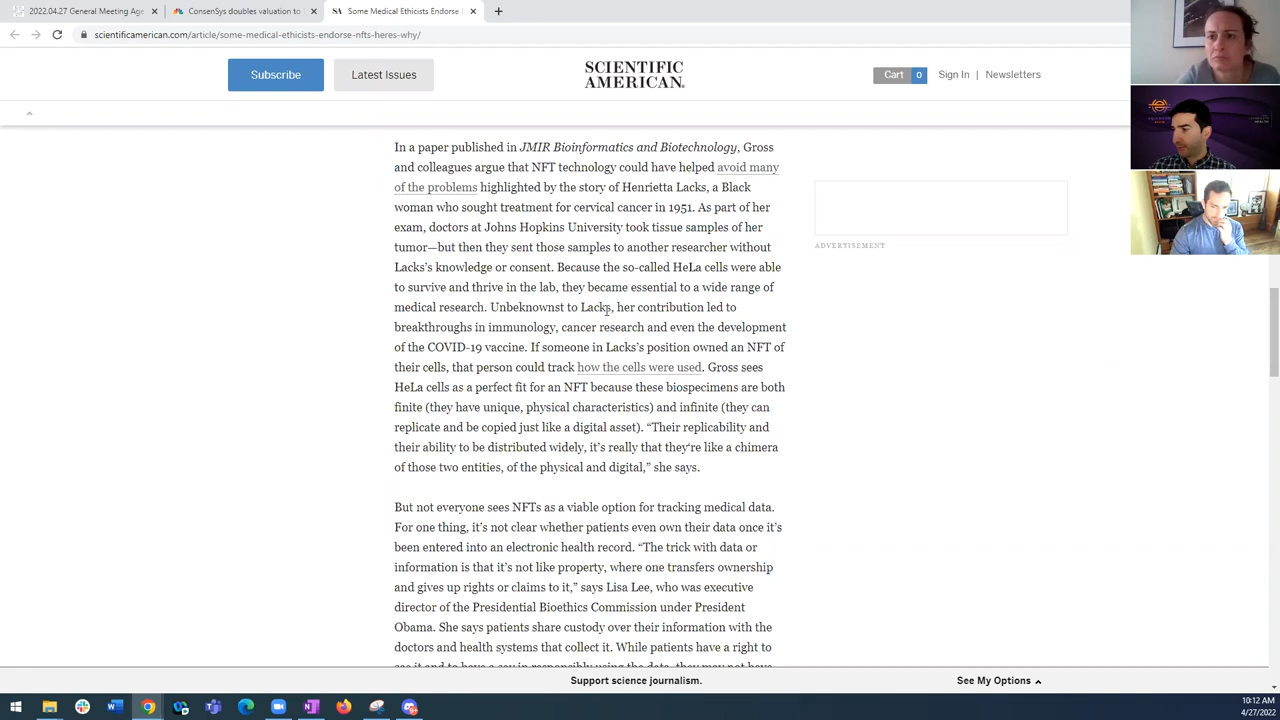 2022.04.27 General Meeting Age
ConsenSys doubles valuation to
Some Medical Ethicists Endorse
scientificamerican.com/article/some-medical-ethicists-endorse-nfts-heres-why/
Subscribe
Latest Issues
SCIENTIFIC
AMERICAN
Cart 0
Sign In | Newsletters
In a paper published in JMIR Bioinformatics and Biotechnology, Gross
and colleagues argue that NFT technology could have helped avoid many
of the problems highlighted by the story of Henrietta Lacks, a Black
woman who sought treatment for cervical cancer in 1951. As part of her
exam, doctors at Johns Hopkins University took tissue samples of her
tumor—but then they sent those samples to another researcher without
Lacks’s knowledge or consent. Because the so-called HeLa cells were able
to survive and thrive in the lab, they became essential to a wide range of
medical research. Unbeknownst to Lacks, her contribution led to
breakthroughs in immunology, cancer research and even the development
of the COVID-19 vaccine. If someone in Lacks’s position owned an NFT of
their cells, that person could track how the cells were used. Gross sees
HeLa cells as a perfect fit for an NFT because these biospecimens are both
finite (they have unique, physical characteristics) and infinite (they can
replicate and be copied just like a digital asset). “Their replicability and
their ability to be distributed widely, it’s really that they’re like a chimera
of those two entities, of the physical and digital,” she says.
ADVERTISEMENT
But not everyone sees NFTs as a viable option for tracking medical data.
For one thing, it’s not clear whether patients even own their data once it’s
been entered into an electronic health record. “The trick with data or
information is that it’s not like property, where one transfers ownership
and gives up rights or claims to it,” says Lisa Lee, who was executive
director of the Presidential Bioethics Commission under President
Obama. She says patients share custody over their information with the
doctors and health systems that collect it. While patients have a right to
see it and to have a say in responsibly using the data, they may not have
Support science journalism.
See My Options
10:12 AM
4/27/2022